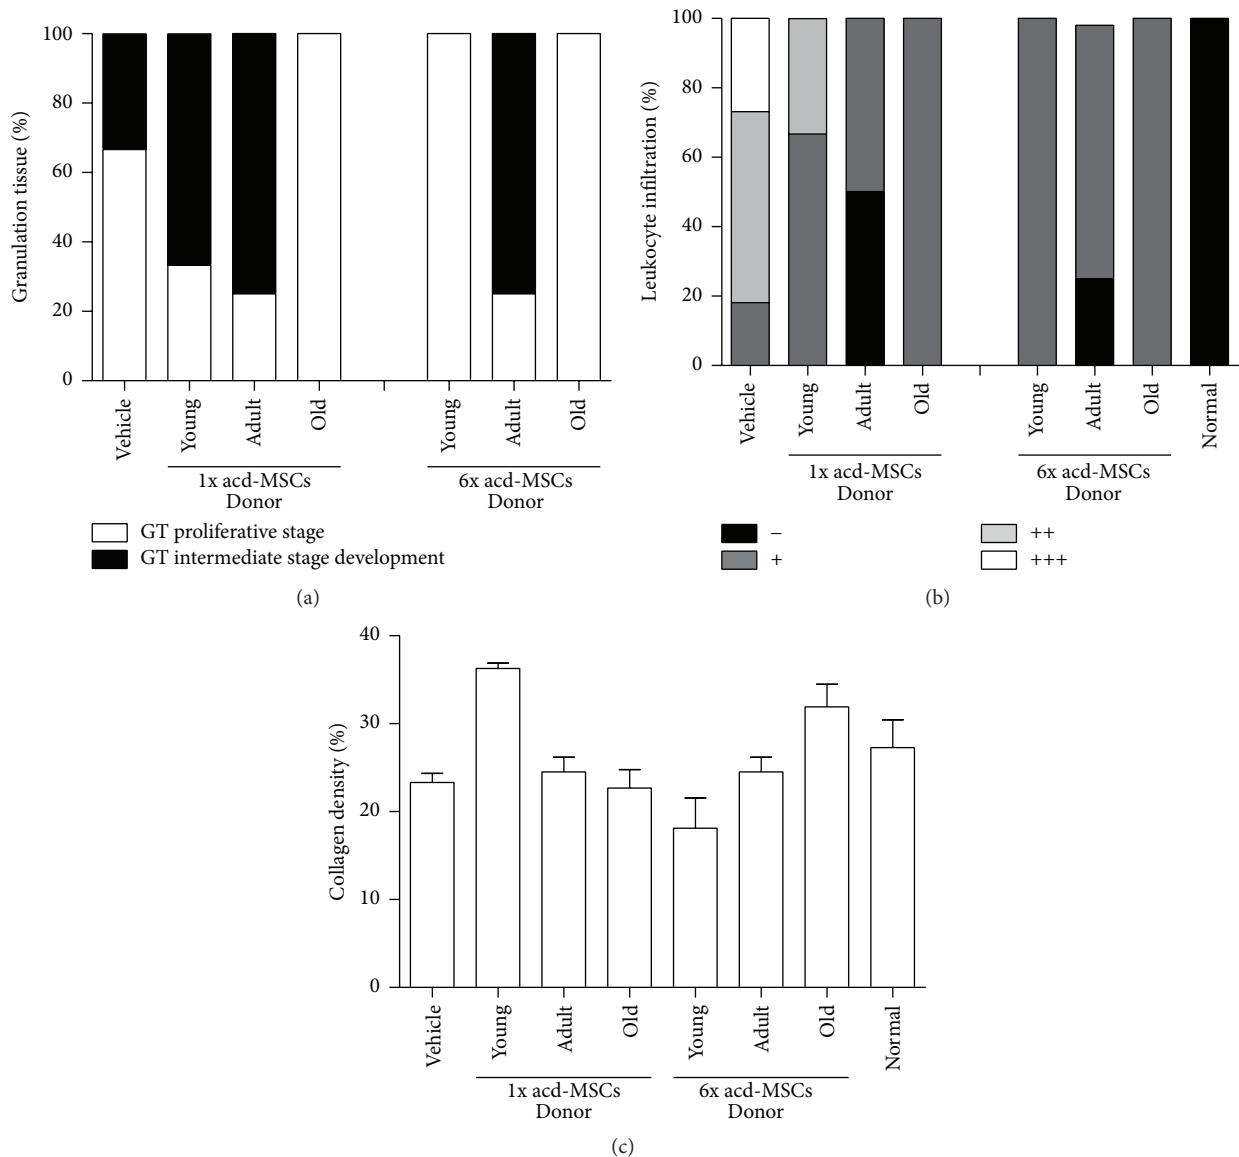 100
80
60
40
20
0
Granulation tissue (%)
Vehicle
Young
Adult
Old
Young
Adult
Old
1x acd-MSCs
Donor
6x acd-MSCs
Donor
GT proliferative stage
GT intermediate stage development
(a)
100
80
60
40
20
0
Leukocyte infiltration (%)
Vehicle
Young
Adult
Old
Young
Adult
Old
Normal
1x acd-MSCs
Donor
6x acd-MSCs
Donor
−
+
++
+++
(b)
40
30
20
10
0
Collagen density (%)
Vehicle
Young
Adult
Old
Young
Adult
Old
Normal
1x acd-MSCs
Donor
6x acd-MSCs
Donor
(c)